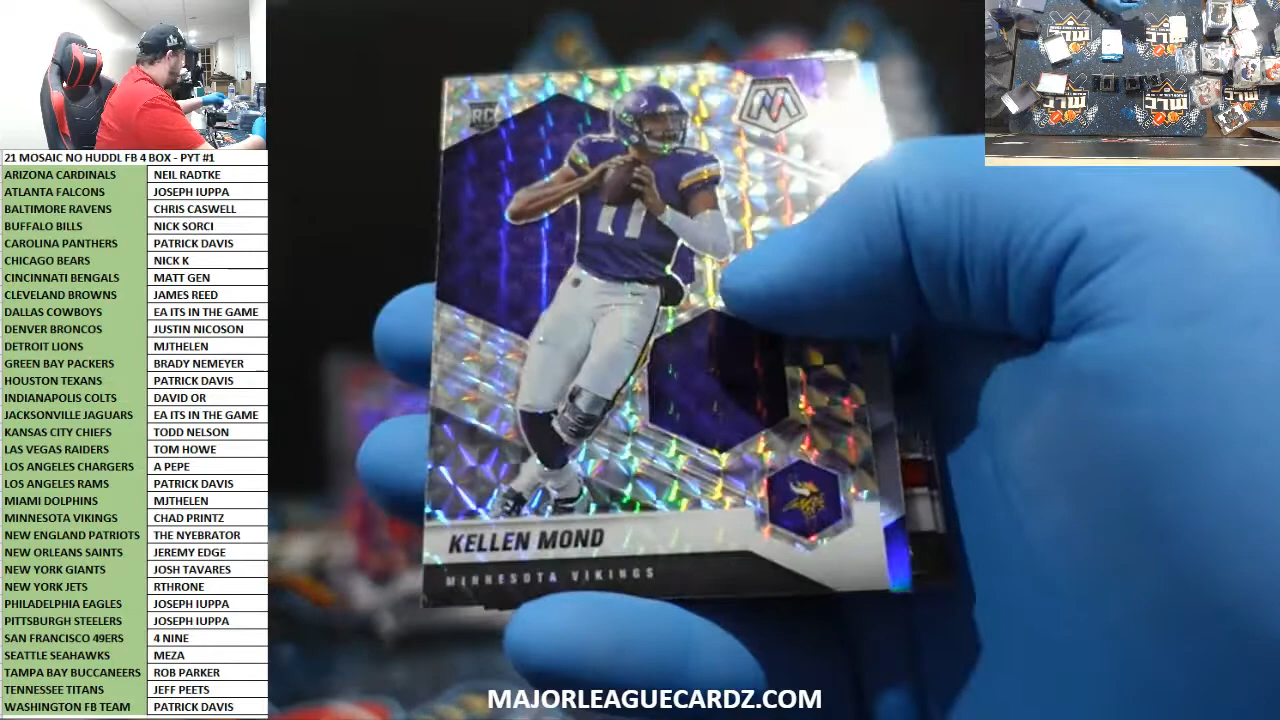 21 MOSAIC NO HUDDL FB 4 BOX - PYT #1
ARIZONA CARDINALS NEIL RADTKE
ATLANTA FALCONS JOSEPH IUPPA
BALTIMORE RAVENS CHRIS CASWELL
BUFFALO BILLS NICK SORCI
CAROLINA PANTHERS PATRICK DAVIS
CHICAGO BEARS NICK K
CINCINNATI BENGALS MATT GEN
CLEVELAND BROWNS JAMES REED
DALLAS COWBOYS EA ITS IN THE GAME
DENVER BRONCOS JUSTIN NICOSON
DETROIT LIONS MJTHELEN
GREEN BAY PACKERS BRADY NEMEYER
HOUSTON TEXANS PATRICK DAVIS
INDIANAPOLIS COLTS DAVID OR
JACKSONVILLE JAGUARS EA ITS IN THE GAME
KANSAS CITY CHIEFS TODD NELSON
LAS VEGAS RAIDERS TOM HOWE
LOS ANGELES CHARGERS A PEPE
LOS ANGELES RAMS PATRICK DAVIS
MIAMI DOLPHINS MJTHELEN
MINNESOTA VIKINGS CHAD PRINTZ
NEW ENGLAND PATRIOTS THE NYEBRATOR
NEW ORLEANS SAINTS JEREMY EDGE
NEW YORK GIANTS JOSH TAVARES
NEW YORK JETS RTHRONE
PHILADELPHIA EAGLES JOSEPH IUPPA
PITTSBURGH STEELERS JOSEPH IUPPA
SAN FRANCISCO 49ERS 4 NINE
SEATTLE SEAHAWKS MEZA
TAMPA BAY BUCCANEERS ROB PARKER
TENNESSEE TITANS JEFF PEETS
WASHINGTON FB TEAM PATRICK DAVIS
RC
11
KELLEN MOND
MINNESOTA VIKINGS
MAJORLEAGUECARDZ.COM
MLC
MLC
MLC
MLC